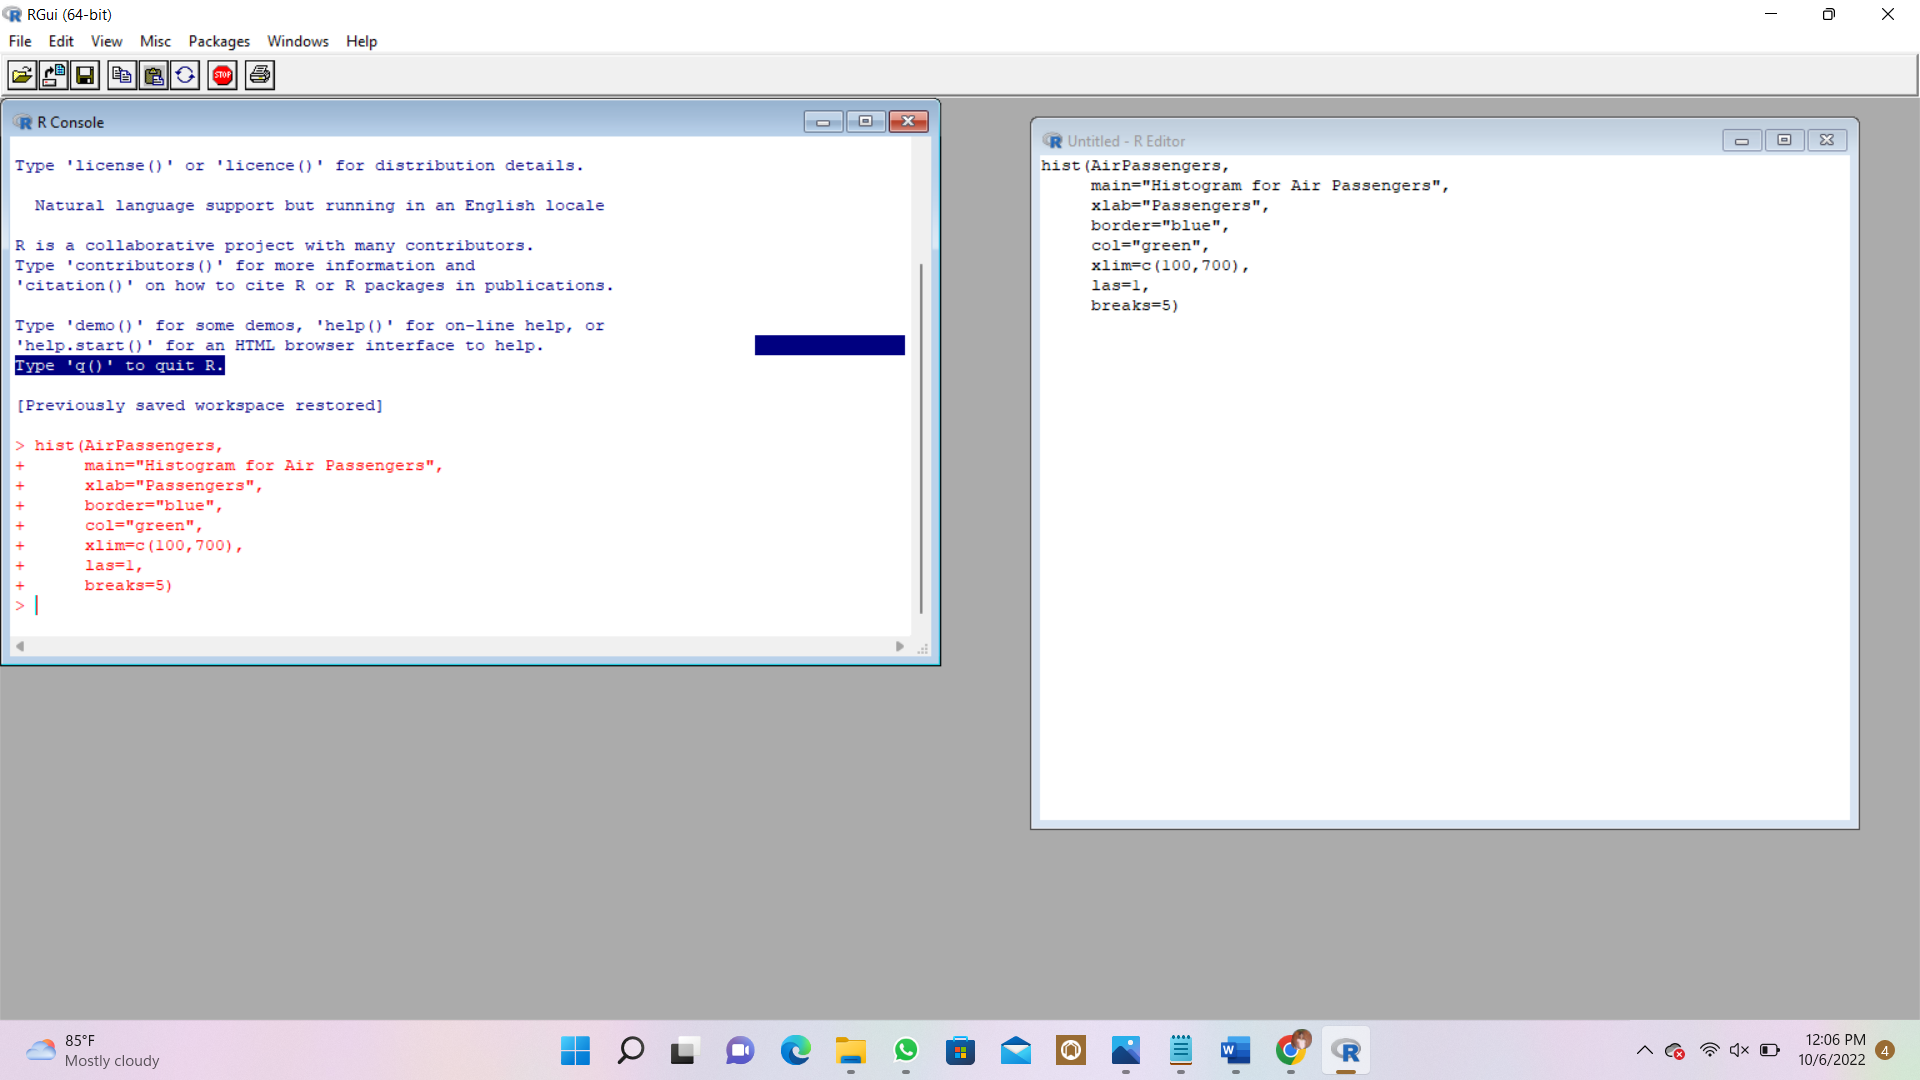 RGui (64-bit)
File Edit View Misc Packages Windows Help
STOP
R Console
Type 'license()' or 'licence()' for distribution details.
Natural language support but running in an English locale
R is a collaborative project with many contributors.
Type 'contributors()' for more information and
'citation()' on how to cite R or R packages in publications.
Type 'demo()' for some demos, 'help()' for on-line help, or
'help.start()' for an HTML browser interface to help.
Type 'q()' to quit R.
[Previously saved workspace restored]
> hist(AirPassengers,
+      main="Histogram for Air Passengers",
+      xlab="Passengers",
+      border="blue",
+      col="green",
+      xlim=c(100,700),
+      las=1,
+      breaks=5)
>
Untitled - R Editor
hist(AirPassengers,
     main="Histogram for Air Passengers",
     xlab="Passengers",
     border="blue",
     col="green",
     xlim=c(100,700),
     las=1,
     breaks=5)
85°F
Mostly cloudy
12:06 PM
10/6/2022
4